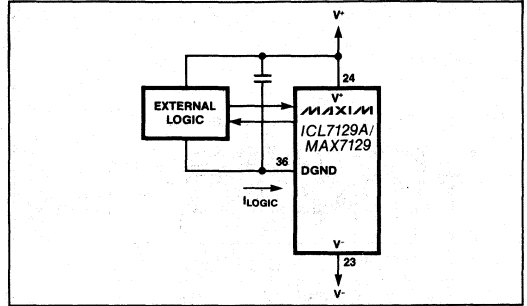 V+
24
V+
EXTERNAL
LOGIC
MAXIM
ICL7129A/
MAX7129
36
DGND
ILOGIC
V-
23
V-